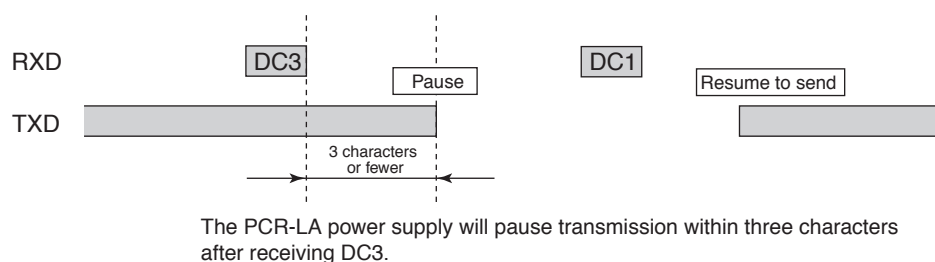 RXD
DC3
DC1
Pause
Resume to send
TXD
3 characters
or fewer
The PCR-LA power supply will pause transmission within three characters
after receiving DC3.